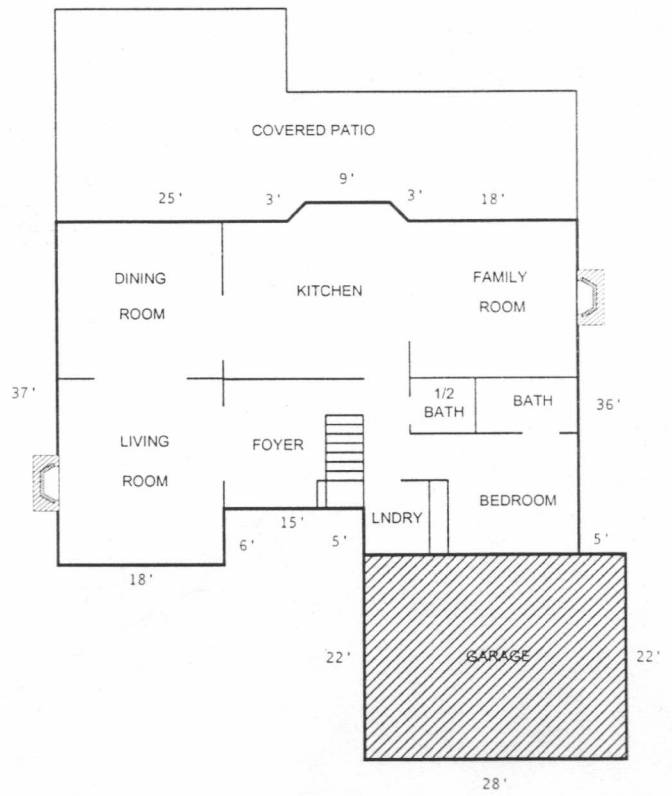 COVERED PATIO
25'
3'
9'
3'
18'
DINING
ROOM
KITCHEN
FAMILY
ROOM
37'
1/2
BATH
BATH
36'
LIVING
ROOM
FOYER
BEDROOM
LNDRY
15'
5'
6'
5'
18'
22'
GARAGE
22'
28'